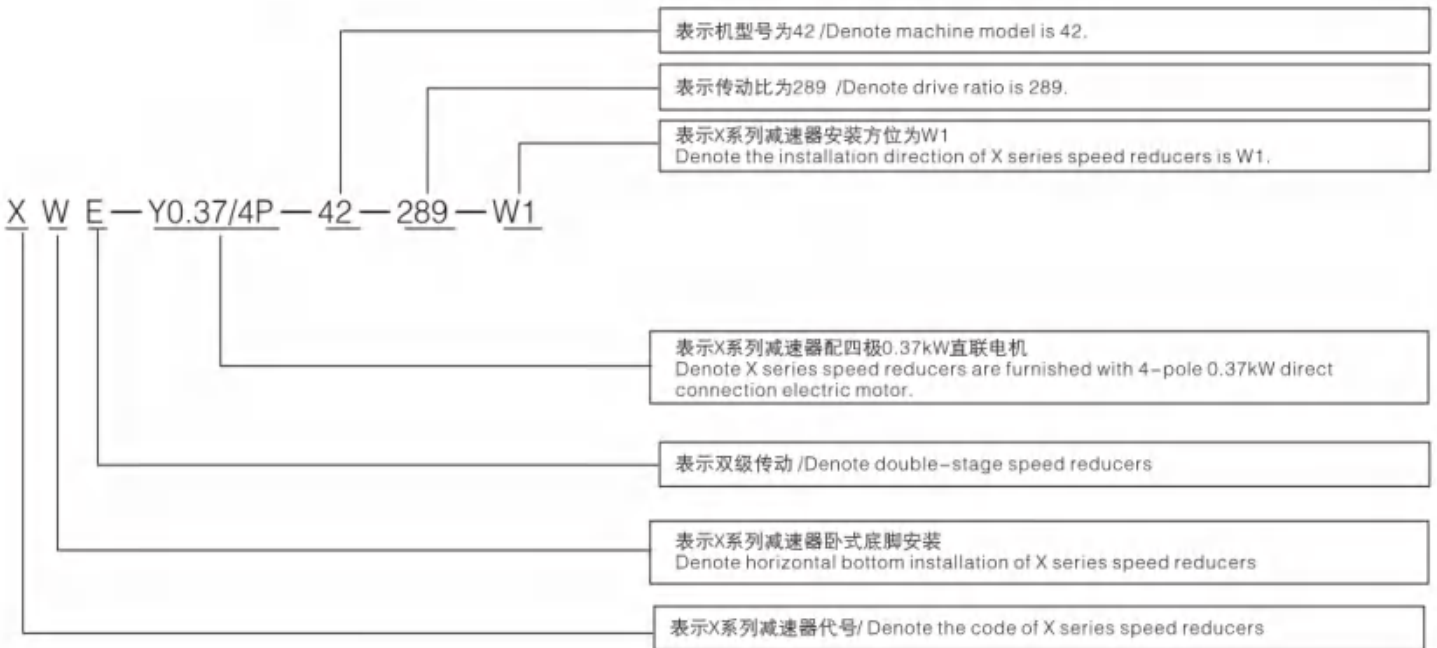 表示机型号为42 /Denote machine model is 42.
表示传动比为289 /Denote drive ratio is 289.
表示X系列减速器安装方位为W1
Denote the installation direction of X series speed reducers is W1.
X W E — Y0.37/4P — 42 — 289 — W1
表示X系列减速器配四极0.37kW直联电机
Denote X series speed reducers are furnished with 4-pole 0.37kW direct
connection electric motor.
表示双级传动 /Denote double-stage speed reducers
表示X系列减速器卧式底脚安装
Denote horizontal bottom installation of X series speed reducers
表示X系列减速器代号/ Denote the code of X series speed reducers